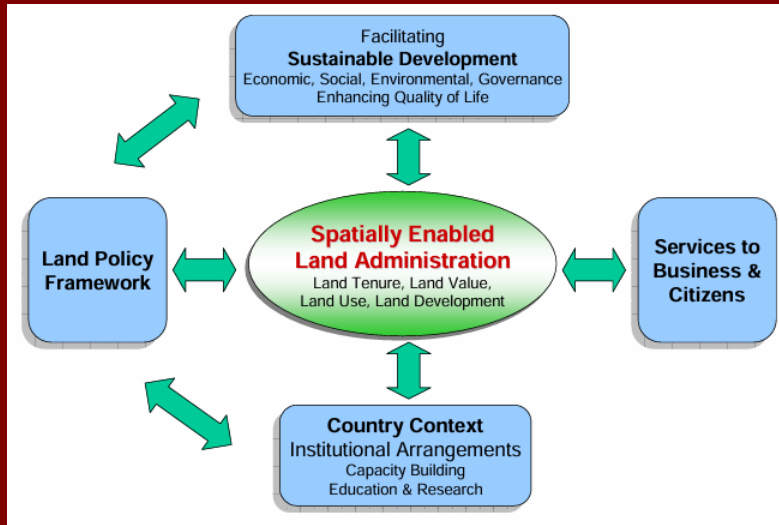 Facilitating
Sustainable Development
Economic, Social, Environmental, Governance
Enhancing Quality of Life
Land Policy
Framework
Spatially Enabled
Land Administration
Land Tenure, Land Value,
Land Use, Land Development
Services to
Business &
Citizens
Country Context
Institutional Arrangements
Capacity Building
Education & Research